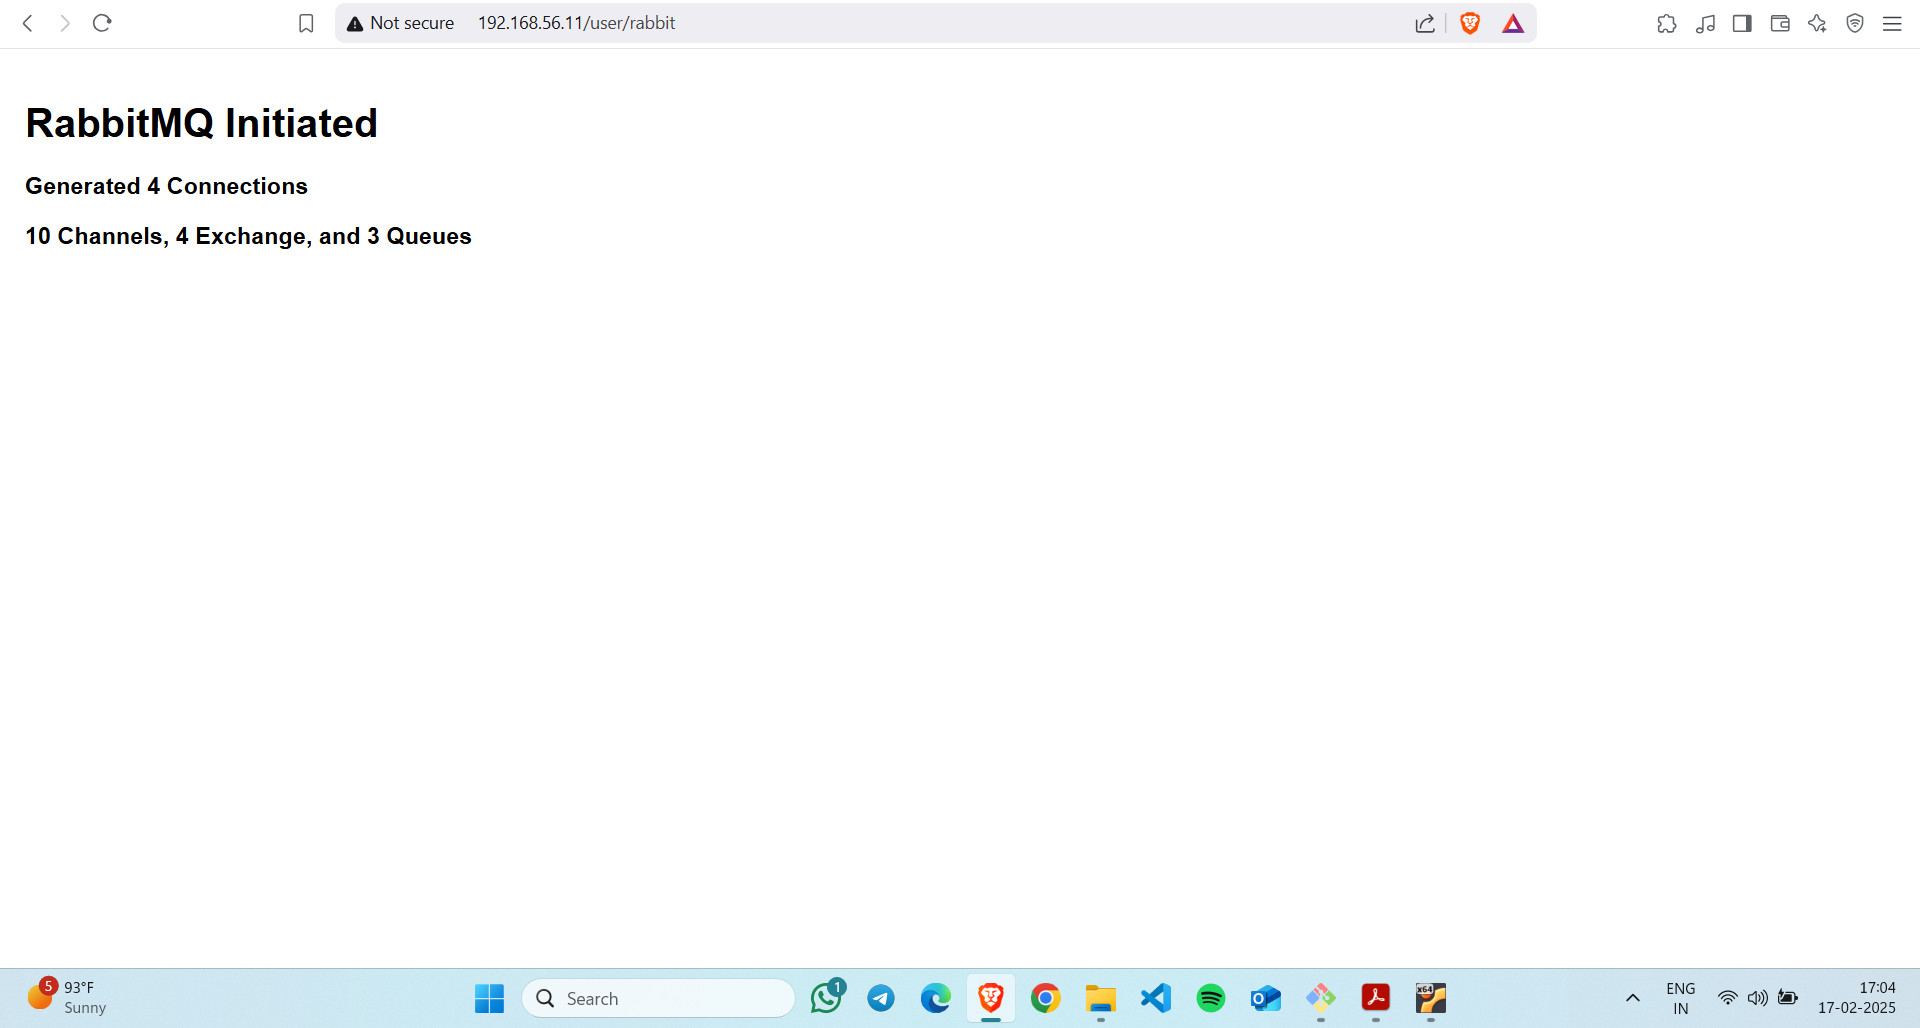 Not secure 192.168.56.11/user/rabbit
RabbitMQ Initiated
Generated 4 Connections
10 Channels, 4 Exchange, and 3 Queues
5
93°F
Sunny
Search
1
x64
ENG
IN
17:04
17-02-2025